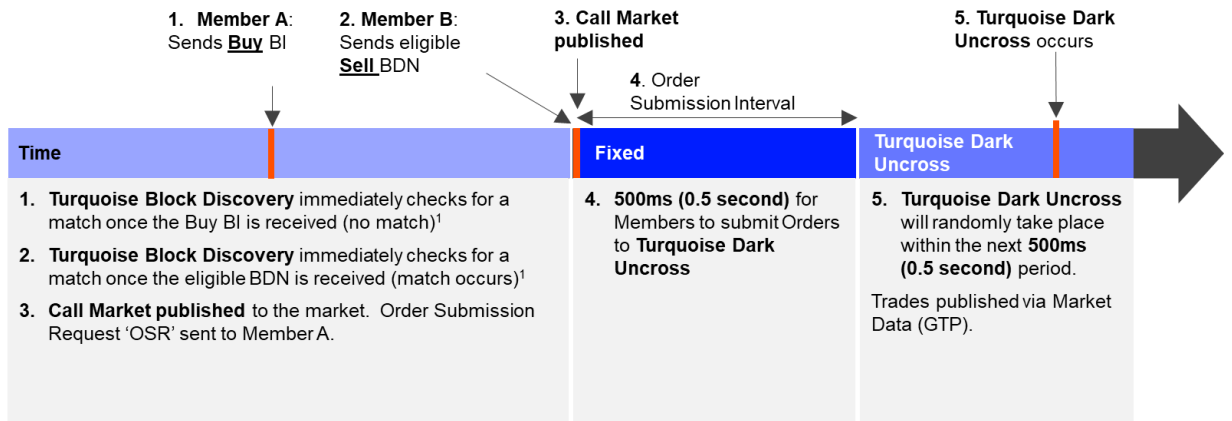 1. Member A:
Sends Buy BI
2. Member B:
Sends eligible
Sell BDN
3. Call Market
published
4. Order
Submission Interval
5. Turquoise Dark
Uncross occurs
Time
Fixed
Turquoise Dark
Uncross
1. Turquoise Block Discovery immediately checks for a
match once the Buy BI is received (no match)¹
2. Turquoise Block Discovery immediately checks for a
match once the eligible BDN is received (match occurs)¹
3. Call Market published to the market. Order Submission
Request ‘OSR’ sent to Member A.
4. 500ms (0.5 second) for
Members to submit Orders
to Turquoise Dark
Uncross
5. Turquoise Dark Uncross
will randomly take place
within the next 500ms
(0.5 second) period.
Trades published via Market
Data (GTP).